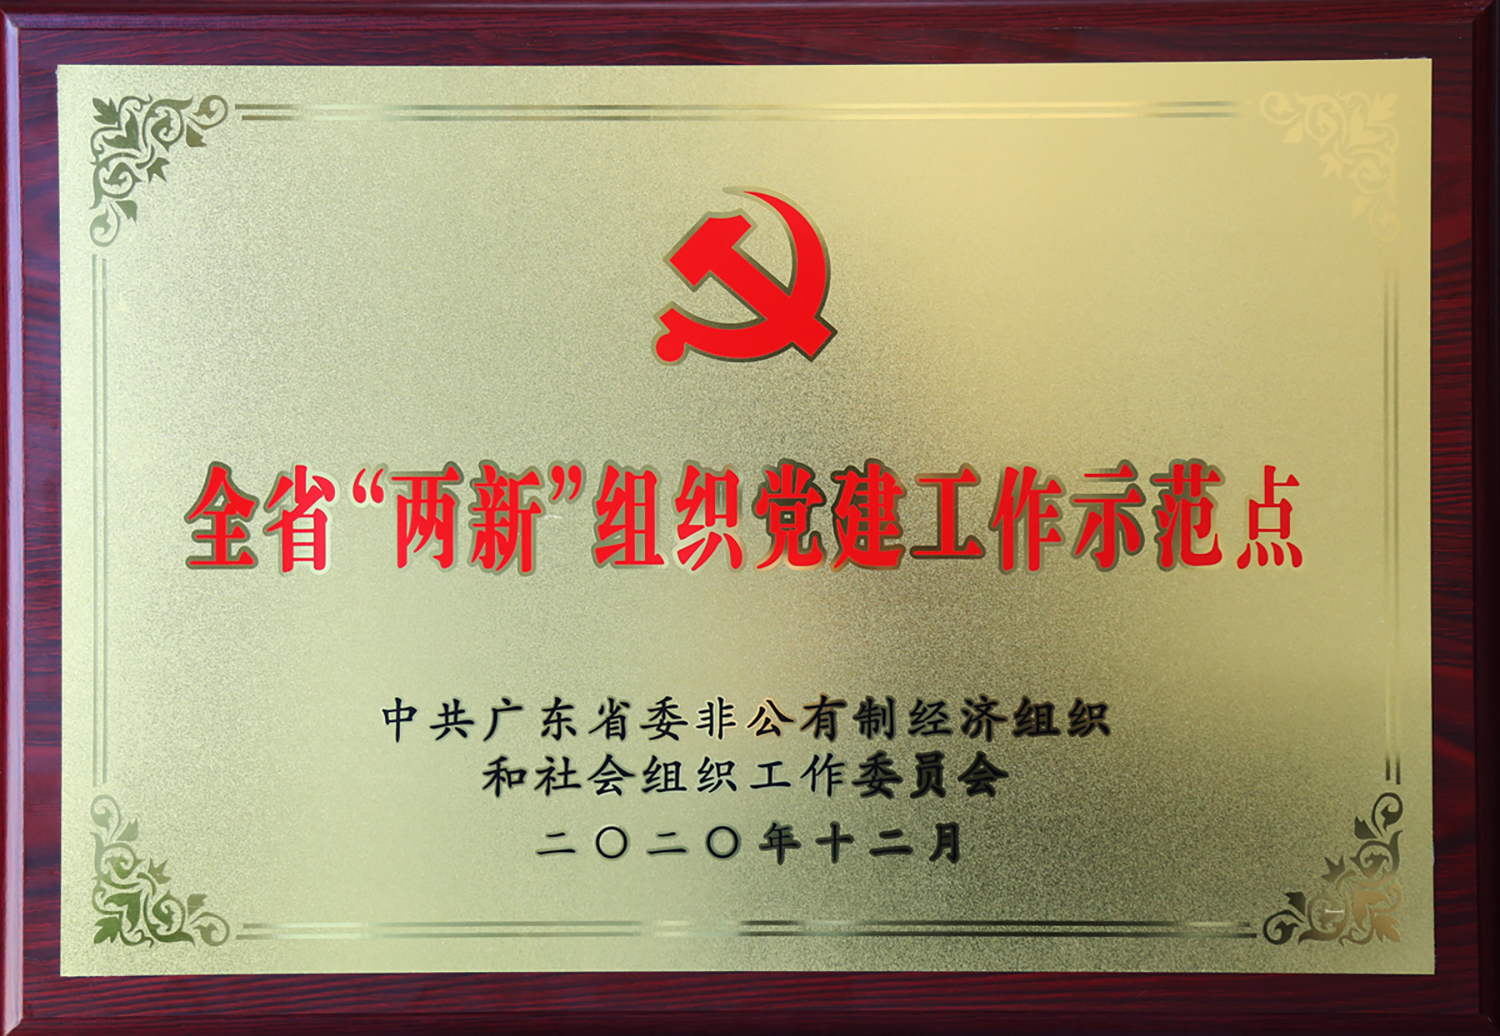 全省“两新”组织党建工作示范点
中共广东省委非公有制经济组织
和社会组织工作委员会
二〇二〇年十二月